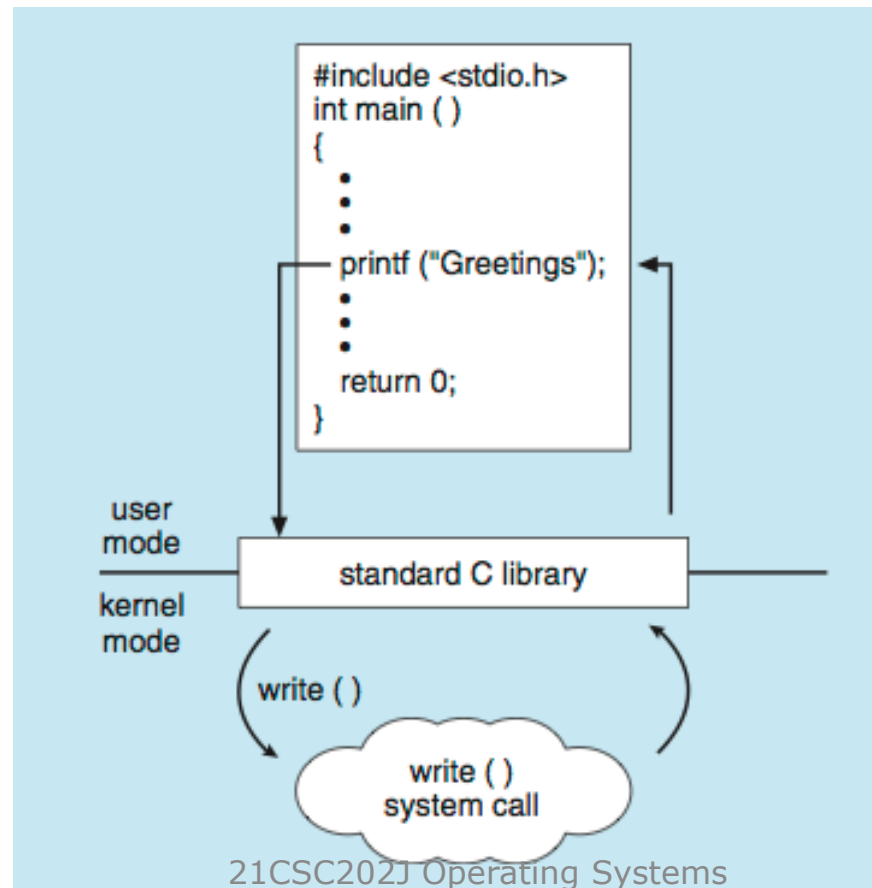 #include <stdio.h>
int main ( )
{
•
•
•
printf ("Greetings");
•
•
•
return 0;
}
user
mode
standard C library
kernel
mode
write ( )
write ( )
system call
21CSC202J Operating Systems